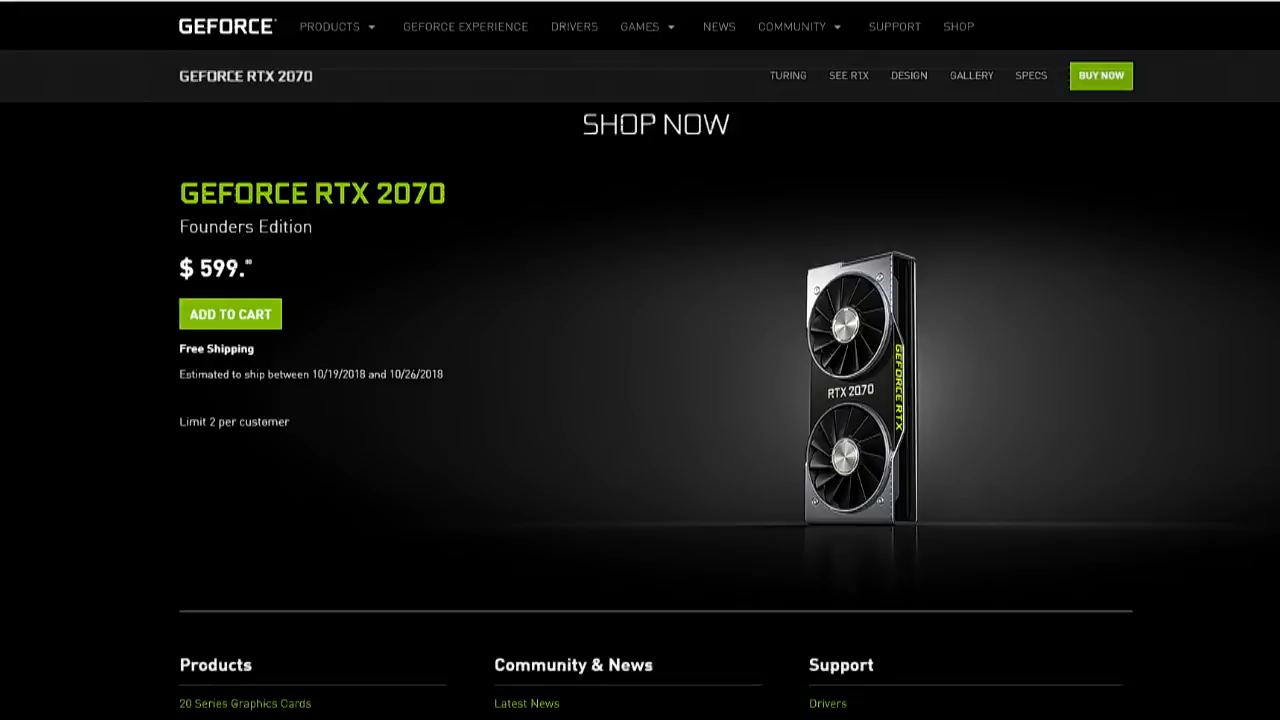 GEFORCE PRODUCTS GEFORCE EXPERIENCE DRIVERS GAMES NEWS COMMUNITY SUPPORT SHOP
GEFORCE RTX 2070 TURING SEE RTX DESIGN GALLERY SPECS BUY NOW
SHOP NOW
GEFORCE RTX 2070
Founders Edition
$ 599.00
ADD TO CART
Free Shipping
Estimated to ship between 10/19/2018 and 10/26/2018
Limit 2 per customer
RTX 2070
GEFORCE RTX
Products Community & News Support
20 Series Graphics Cards Latest News Drivers